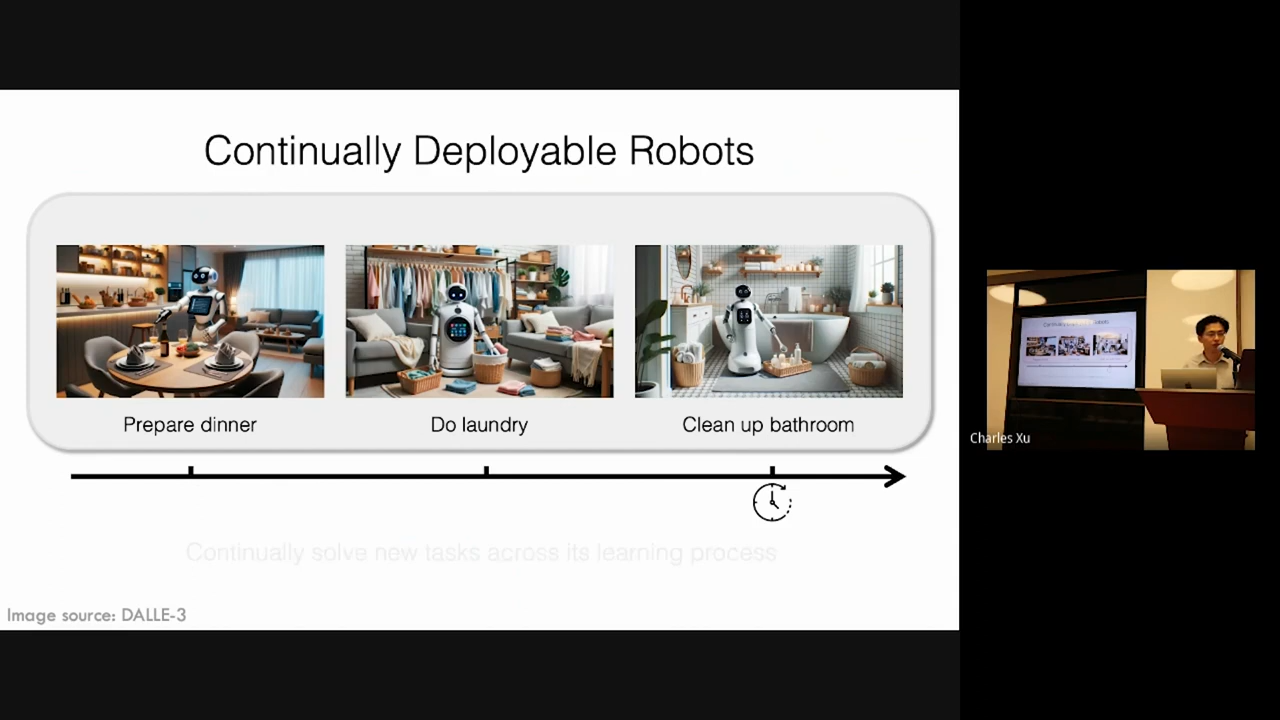 Continually Deployable Robots
Prepare dinner
Do laundry
Clean up bathroom
Continually solve new tasks across its learning process
Image source: DALLE-3
Charles Xu